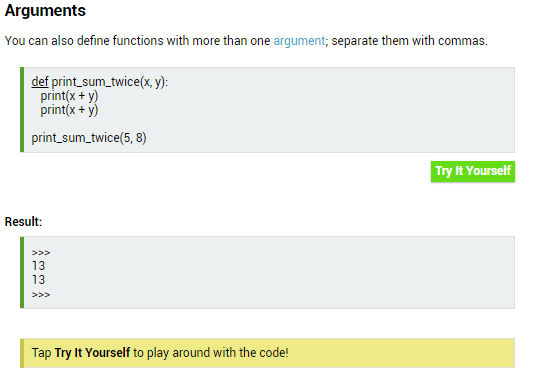 Arguments
You can also define functions with more than one argument; separate them with commas.
def print_sum_twice(x, y):
print(x + y)
print(x + y)
print_sum_twice(5, 8)
Try It Yourself
Result:
>>>
13
13
>>>
Tap Try It Yourself to play around with the code!